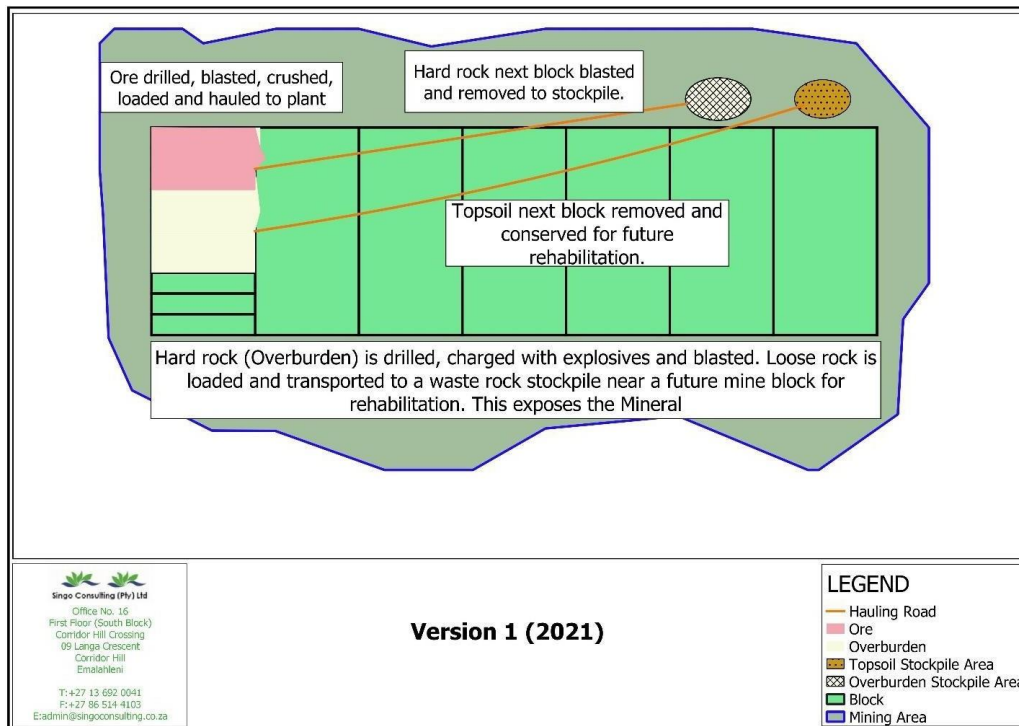 Ore drilled, blasted, crushed,
loaded and hauled to plant
Hard rock next block blasted
and removed to stockpile.
Topsoil next block removed and
conserved for future
rehabilitation.
Hard rock (Overburden) is drilled, charged with explosives and blasted. Loose rock is
loaded and transported to a waste rock stockpile near a future mine block for
rehabilitation. This exposes the Mineral
Singo Consulting (Pty) Ltd
Office No. 16
First Floor (South Block)
Corridor Hill Crossing
09 Langa Crescent
Corridor Hill
Emalahleni
T:+27 13 692 0041
F:+27 86 514 4103
E:admin@singoconsulting.co.za
Version 1 (2021)
LEGEND
Hauling Road
Ore
Overburden
Topsoil Stockpile Area
Overburden Stockpile Area
Block
Mining Area